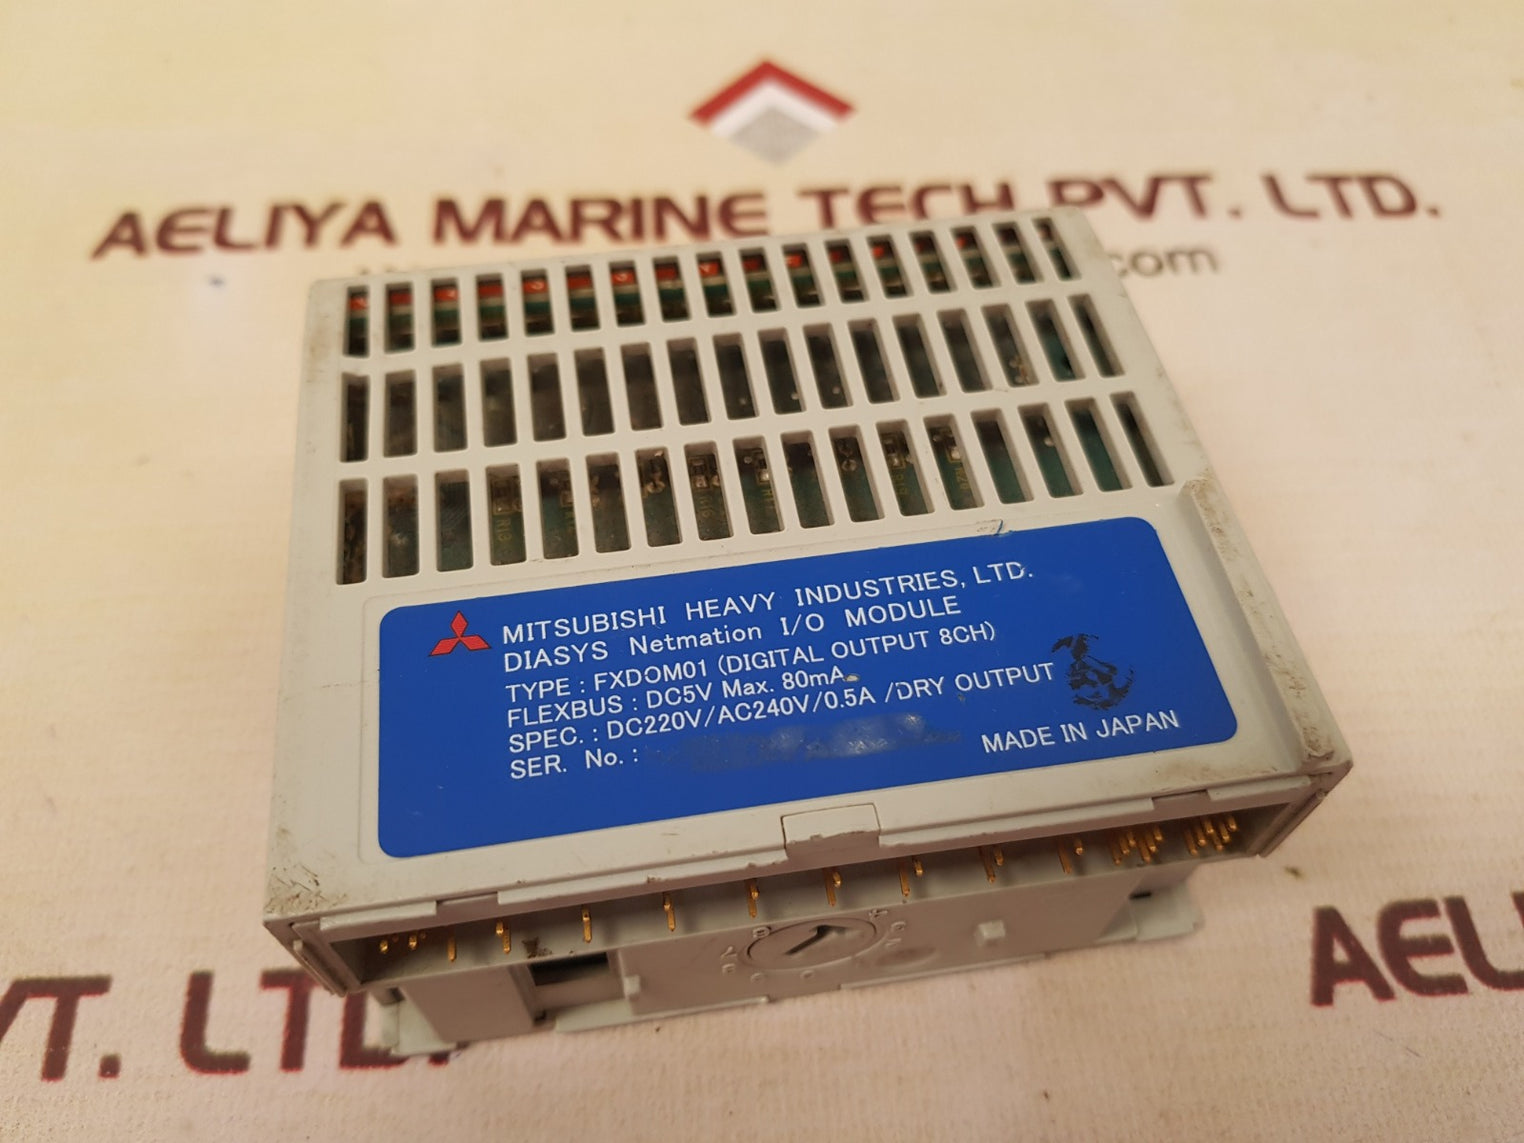 AELIYA MARINE TECH PVT. LTD.
.com
MITSUBISHI HEAVY INDUSTRIES, LTD.
DIASYS Netmation I/O MODULE
TYPE : FXDOM01 (DIGITAL OUTPUT 8CH)
FLEXBUS : DC5V Max. 80mA
SPEC. : DC220V/AC240V/0.5A /DRY OUTPUT
SER. No. :
MADE IN JAPAN
VT. LTD.
AEL